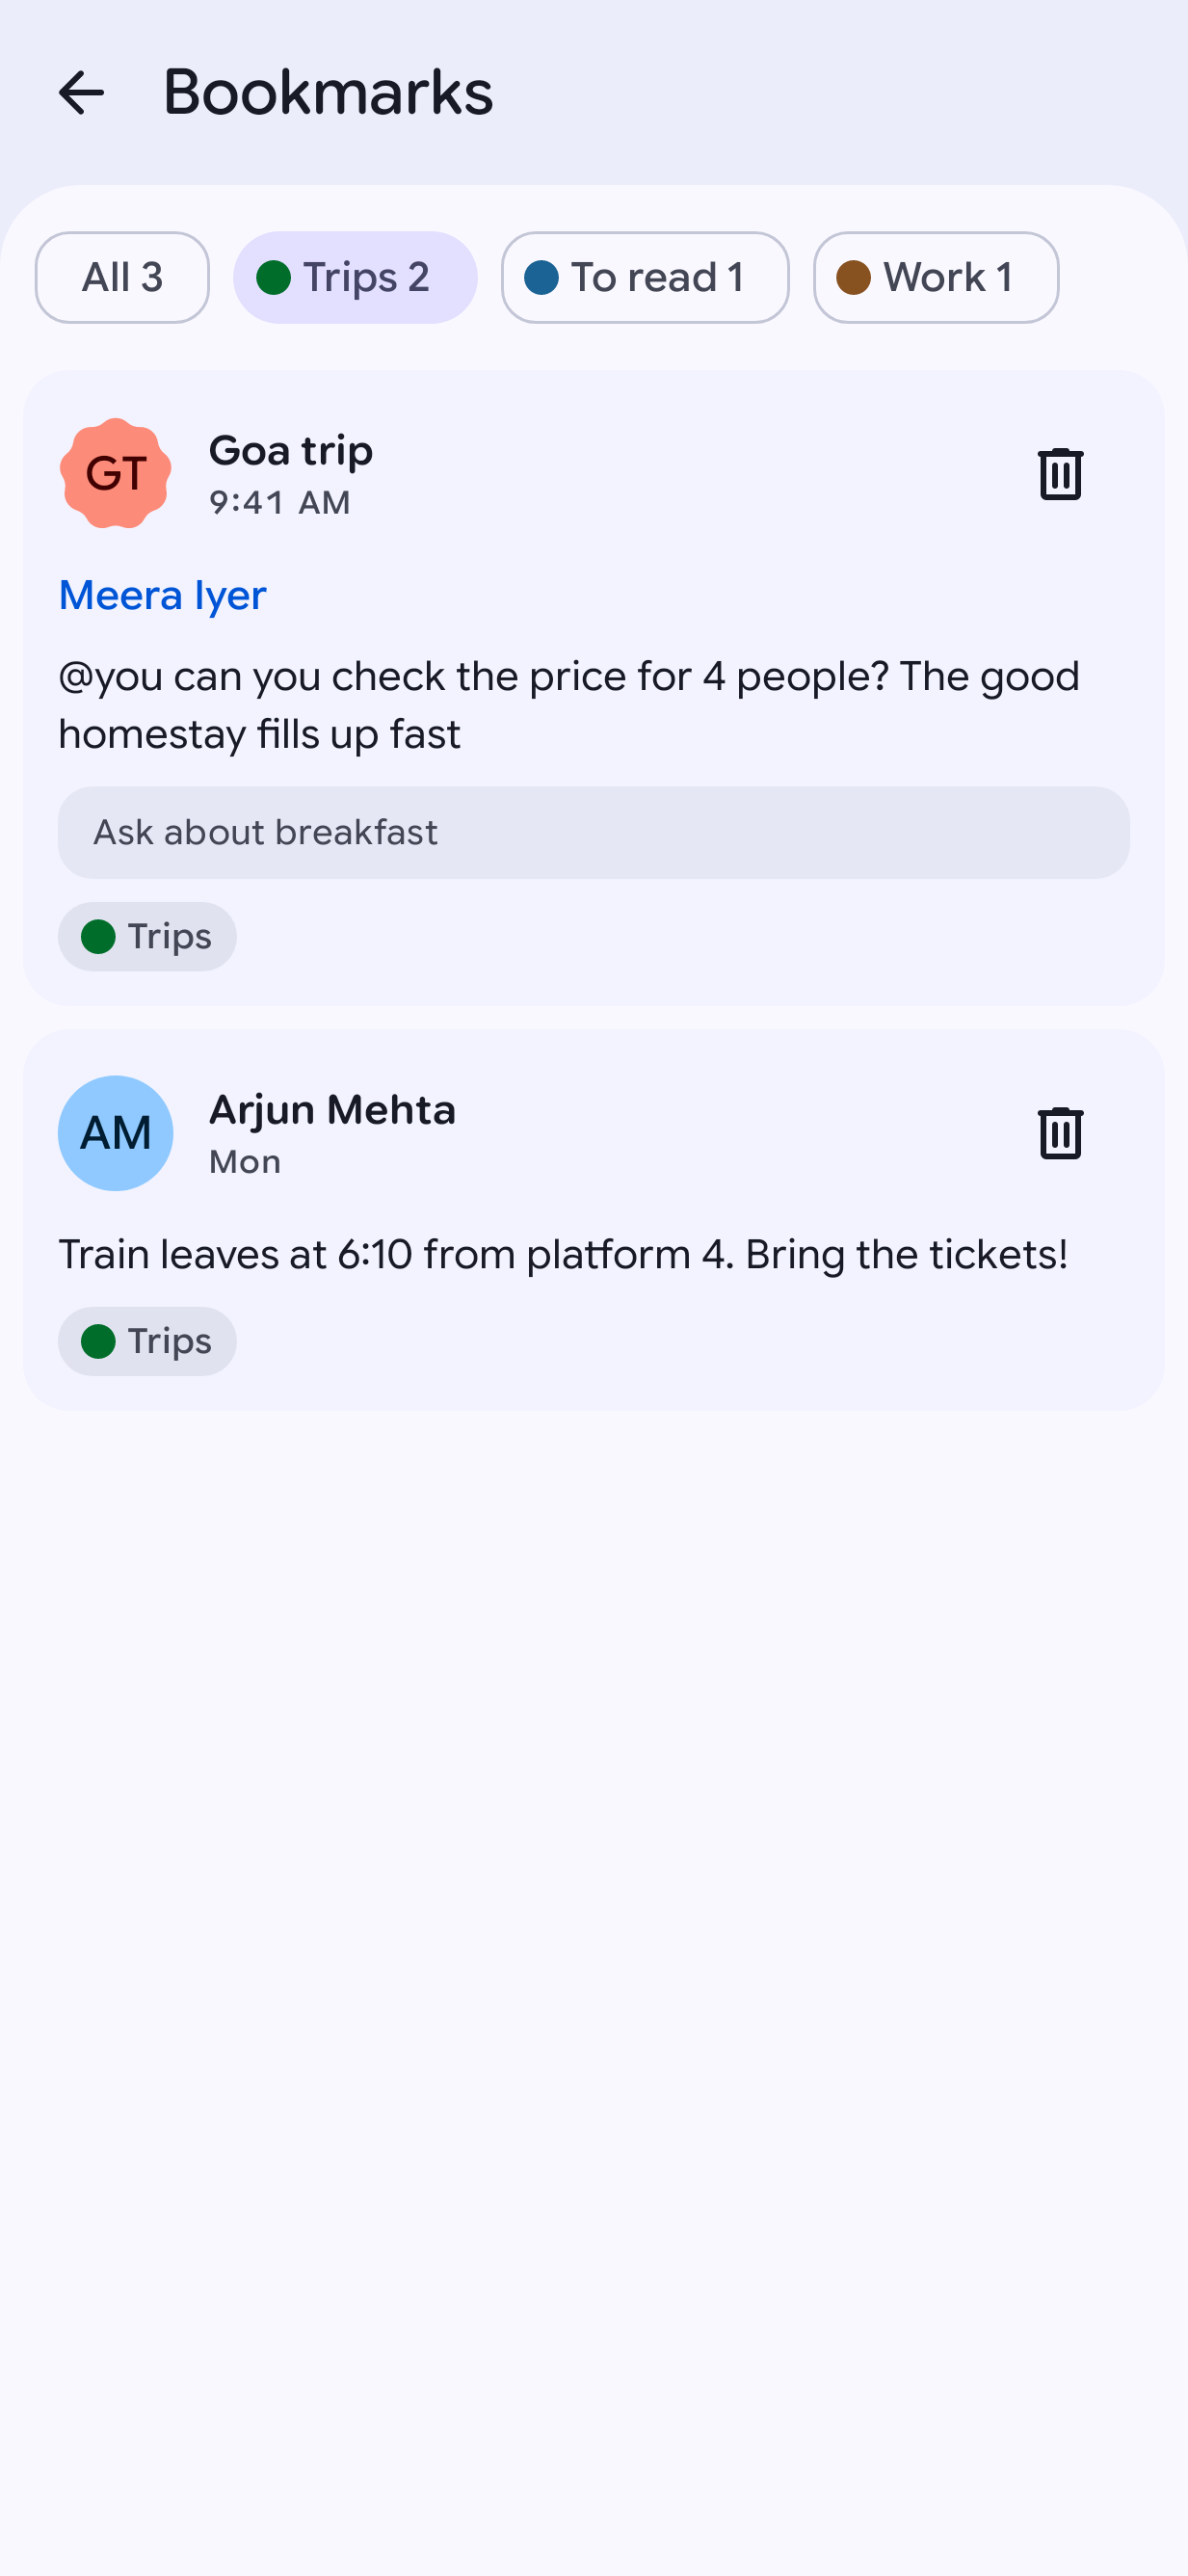 Bookmarks
All 3
Trips 2
To read 1
Work 1
GT
Goa trip
9:41 AM
Meera Iyer
@you can you check the price for 4 people? The good
homestay fills up fast
Ask about breakfast
Trips
AM
Arjun Mehta
Mon
Train leaves at 6:10 from platform 4. Bring the tickets!
Trips